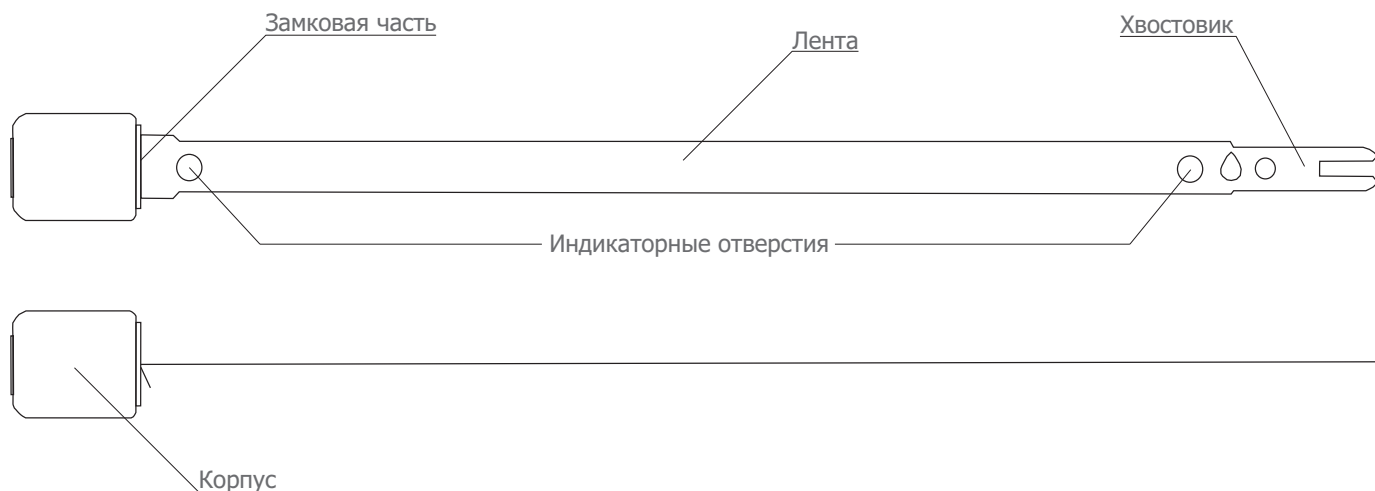 Замковая часть
Лента
Хвостовик
Индикаторные отверстия
Корпус